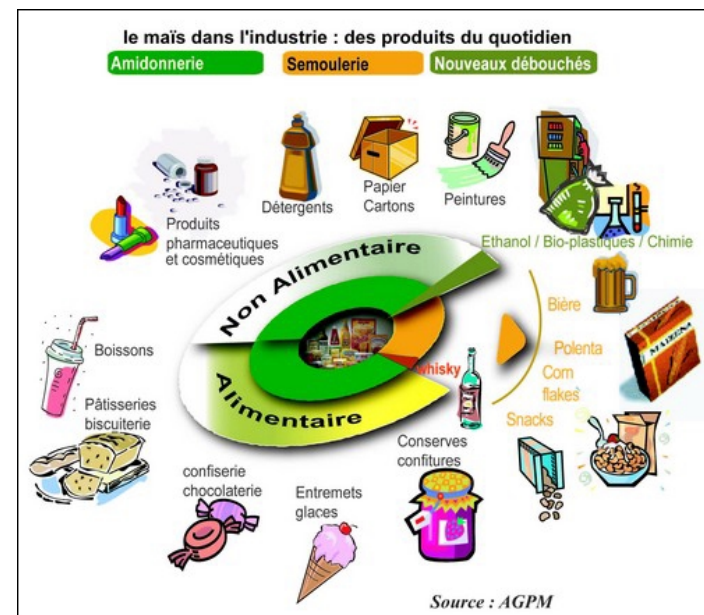 le maïs dans l'industrie : des produits du quotidien
Amidonnerie
Semoulerie
Nouveaux débouchés
Produits
pharmaceutiques
et cosmétiques
Détergents
Papier
Cartons
Peintures
Ethanol / Bio-plastiques / Chimie
Non Alimentaire
Alimentaire
whisky
Bière
Polenta
Corn
flakes
Snacks
MAIZENA
Boissons
Pâtisseries
biscuiterie
confiserie
chocolaterie
Entremets
glaces
Conserves
confitures
Source : AGPM